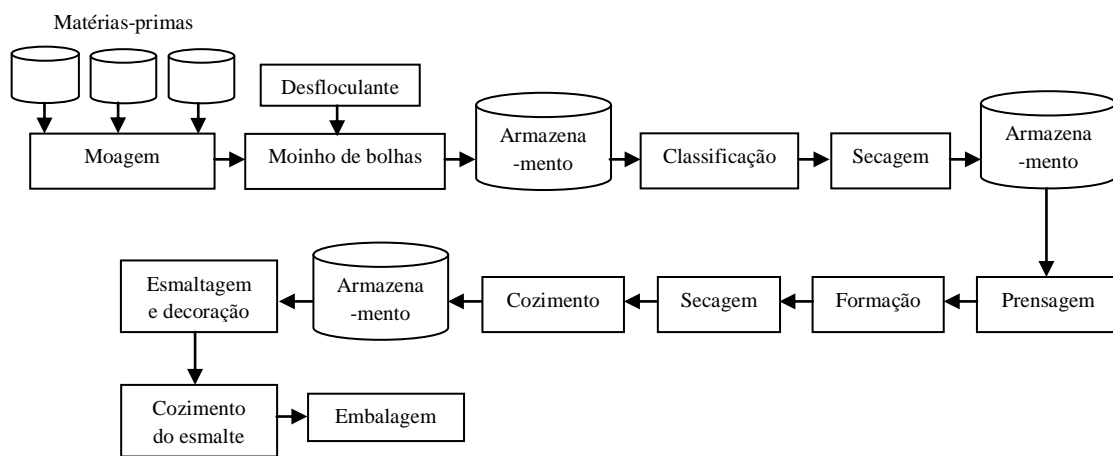 Matérias-primas
Desfloculante
Moagem
Moinho de bolhas
Armazena
-mento
Classificação
Secagem
Armazena
-mento
Prensagem
Formação
Secagem
Cozimento
Armazena
-mento
Esmaltagem
e decoração
Cozimento
do esmalte
Embalagem